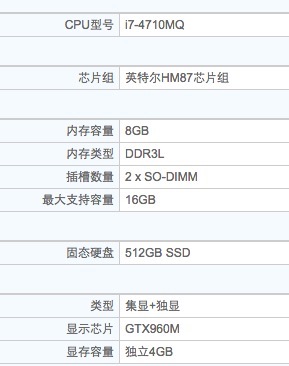 CPU型号 i7-4710MQ
芯片组 英特尔HM87芯片组
内存容量 8GB
内存类型 DDR3L
插槽数量 2 x SO-DIMM
最大支持容量 16GB
固态硬盘 512GB SSD
类型 集显+独显
显示芯片 GTX960M
显存容量 独立4GB